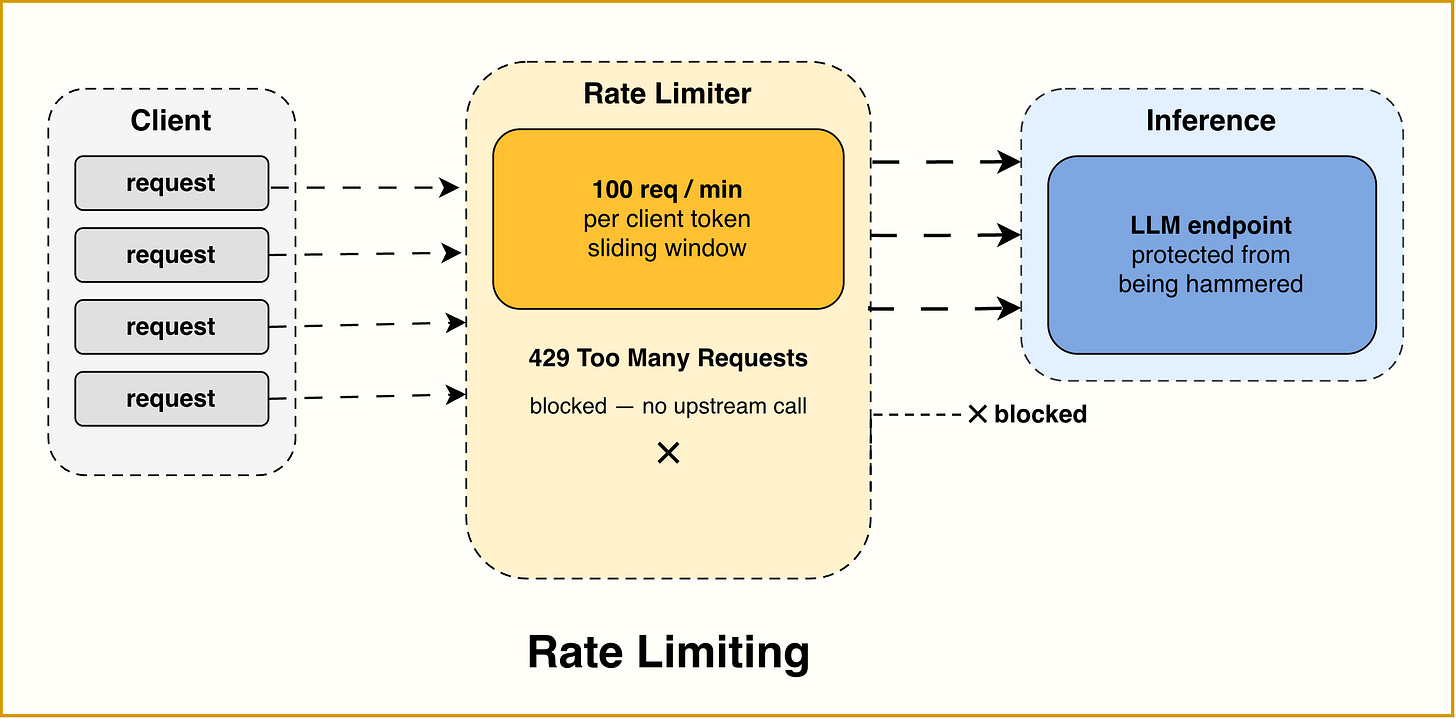 Client
request
request
request
request
Rate Limiter
100 req / min
per client token
sliding window
429 Too Many Requests
blocked — no upstream call
Inference
LLM endpoint
protected from
being hammered
blocked
Rate Limiting